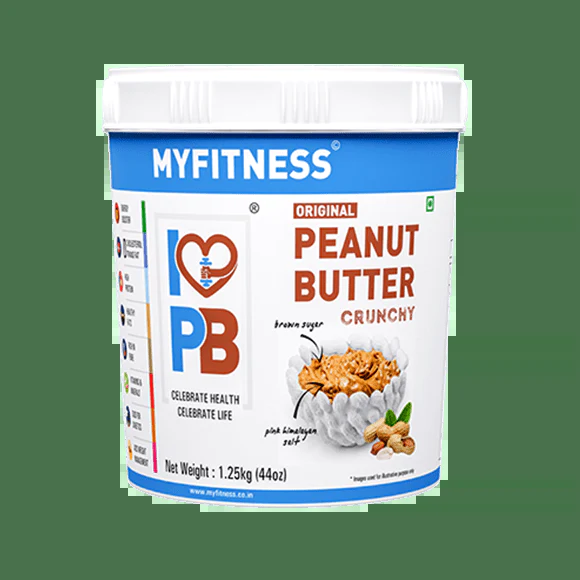 MYFITNESS©
®
ORIGINAL
I
PB
PEANUT
BUTTER
CRUNCHY
brown sugar
pink himalayan
salt
CELEBRATE HEALTH
CELEBRATE LIFE
Net Weight : 1.25kg (44oz)
* Images used for illustrative purpose only
www.myfitness.co.in